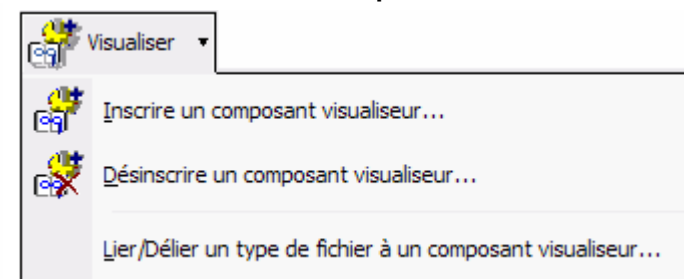 Visualiser
Inscrire un composant visualiseur...
Désinscrire un composant visualiseur...
Lier/Délier un type de fichier à un composant visualiseur...